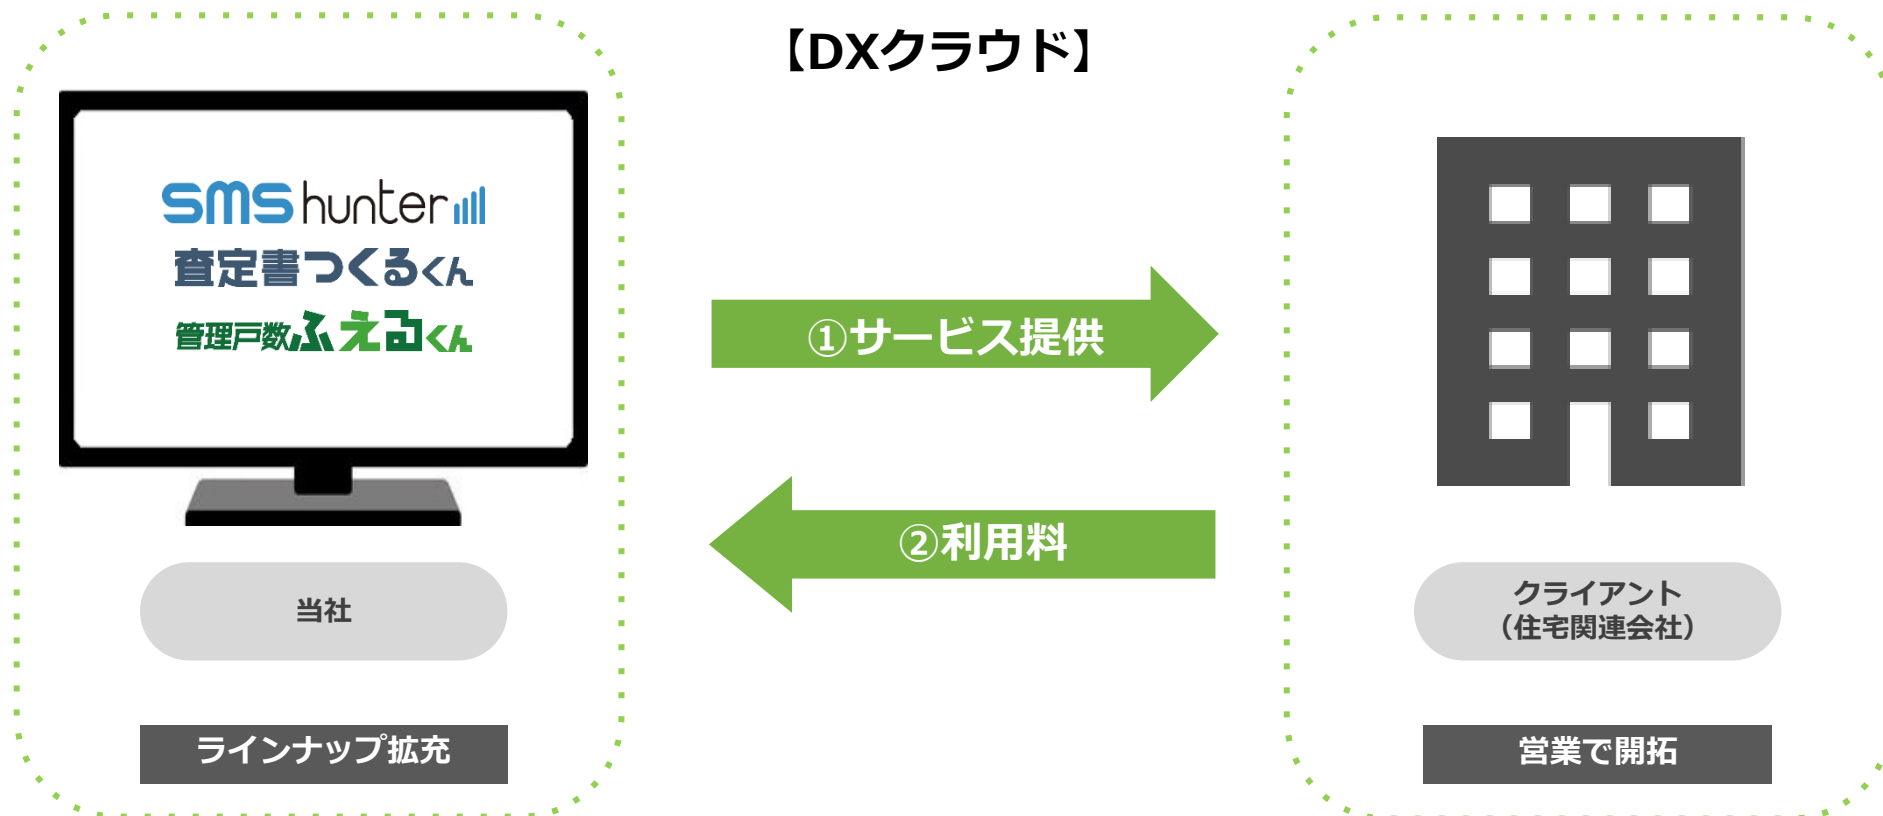 【DXクラウド】
SMS hunter
査定書つくるくん
管理戸数ふえるくん
①サービス提供
②利用料
当社
クライアント
（住宅関連会社）
ラインナップ拡充
営業で開拓